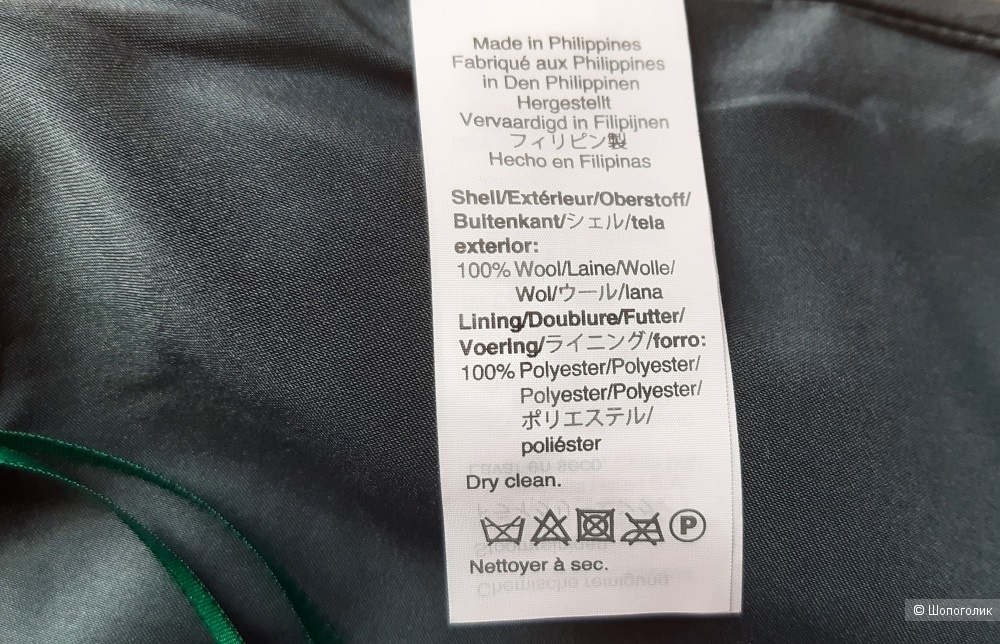 Made in Philippines
Fabriqué aux Philippines
in Den Philippinen
Hergestellt
Vervaardigd in Filipijnen
フィリピン製
Hecho en Filipinas
Shell/Extérieur/Oberstoff/
Buitenkant/シェル/tela
exterior:
100% Wool/Laine/Wolle/
Wol/ウール/lana
Lining/Doublure/Futter/
Voering/ライニング/forro:
100% Polyester/Polyester/
Polyester/Polyester/
ポリエステル/
poliéster
Dry clean.
P
Nettoyer à sec.
© Шопоголик